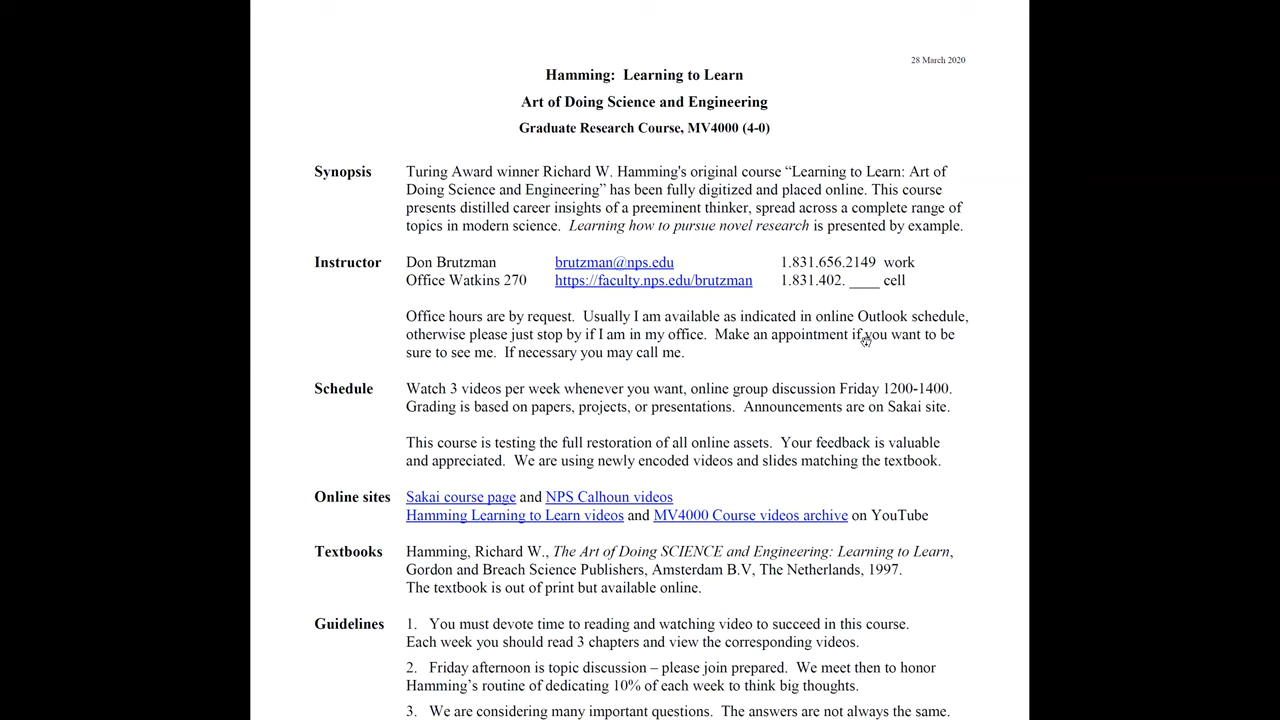 28 March 2020
Hamming: Learning to Learn
Art of Doing Science and Engineering
Graduate Research Course, MV4000 (4-0)
Synopsis Turing Award winner Richard W. Hamming's original course “Learning to Learn: Art of
Doing Science and Engineering” has been fully digitized and placed online. This course
presents distilled career insights of a preeminent thinker, spread across a complete range of
topics in modern science. Learning how to pursue novel research is presented by example.
Instructor Don Brutzman brutzman@nps.edu 1.831.656.2149 work
Office Watkins 270 https://faculty.nps.edu/brutzman 1.831.402. ____ cell
Office hours are by request. Usually I am available as indicated in online Outlook schedule,
otherwise please just stop by if I am in my office. Make an appointment if you want to be
sure to see me. If necessary you may call me.
Schedule Watch 3 videos per week whenever you want, online group discussion Friday 1200-1400.
Grading is based on papers, projects, or presentations. Announcements are on Sakai site.
This course is testing the full restoration of all online assets. Your feedback is valuable
and appreciated. We are using newly encoded videos and slides matching the textbook.
Online sites Sakai course page and NPS Calhoun videos
Hamming Learning to Learn videos and MV4000 Course videos archive on YouTube
Textbooks Hamming, Richard W., The Art of Doing SCIENCE and Engineering: Learning to Learn,
Gordon and Breach Science Publishers, Amsterdam B.V, The Netherlands, 1997.
The textbook is out of print but available online.
Guidelines 1. You must devote time to reading and watching video to succeed in this course.
Each week you should read 3 chapters and view the corresponding videos.
2. Friday afternoon is topic discussion – please join prepared. We meet then to honor
Hamming’s routine of dedicating 10% of each week to think big thoughts.
3. We are considering many important questions. The answers are not always the same.